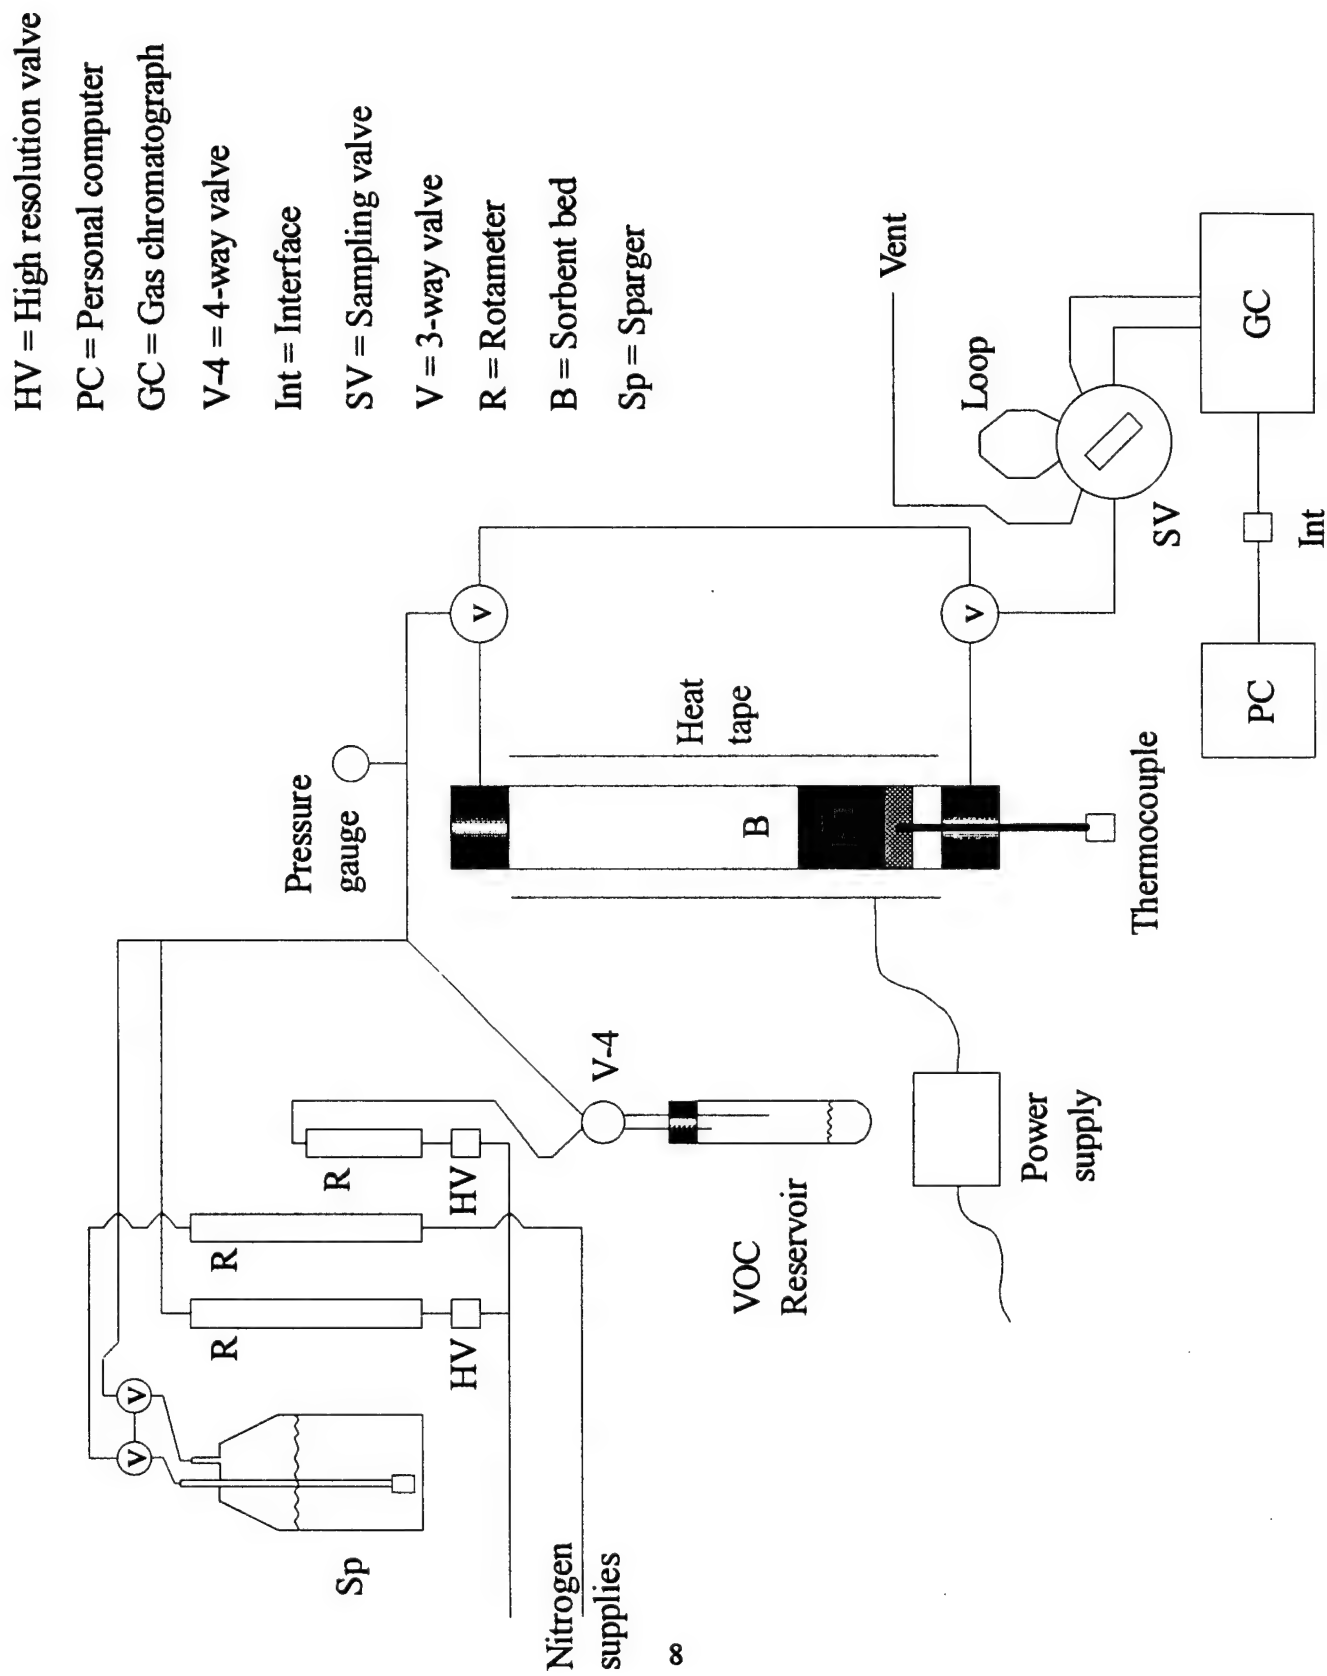 HV = High resolution valve
PC = Personal computer
GC = Gas chromatograph
V-4 = 4-way valve
Int = Interface
SV = Sampling valve
V = 3-way valve
R = Rotameter
B = Sorbent bed
Sp = Sparger
Sp
V
V
R
R
R
HV
HV
Nitrogen
supplies
V-4
VOC
Reservoir
Power
supply
Pressure
gauge
Heat
tape
B
Thermocouple
V
V
Vent
Loop
SV
GC
Int
PC
8